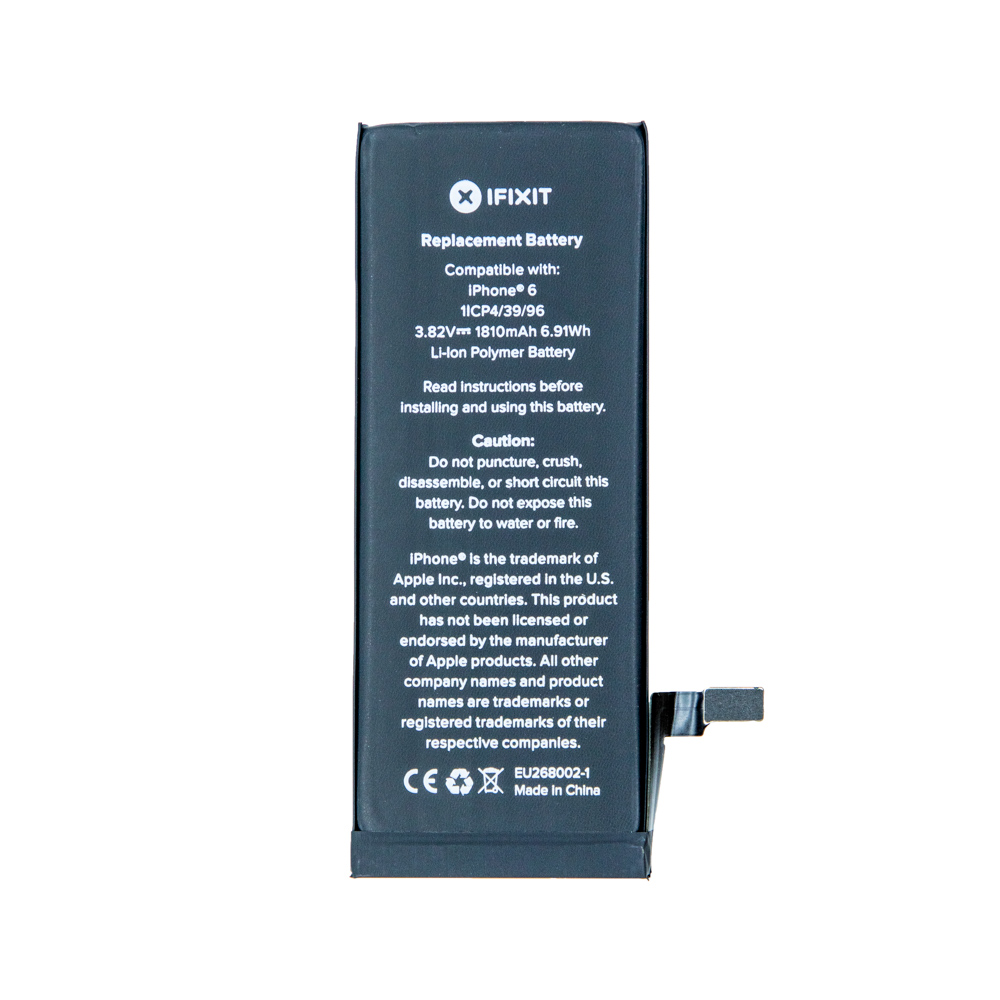 IFIXIT
Replacement Battery
Compatible with:
iPhone® 6
1ICP4/39/96
3.82V⎓ 1810mAh 6.91Wh
Li-Ion Polymer Battery
Read instructions before
installing and using this battery.
Caution:
Do not puncture, crush,
disassemble, or short circuit this
battery. Do not expose this
battery to water or fire.
iPhone® is the trademark of
Apple Inc., registered in the U.S.
and other countries. This product
has not been licensed or
endorsed by the manufacturer
of Apple products. All other
company names and product
names are trademarks or
registered trademarks of their
respective companies.
CE EU268002-1
Made in China